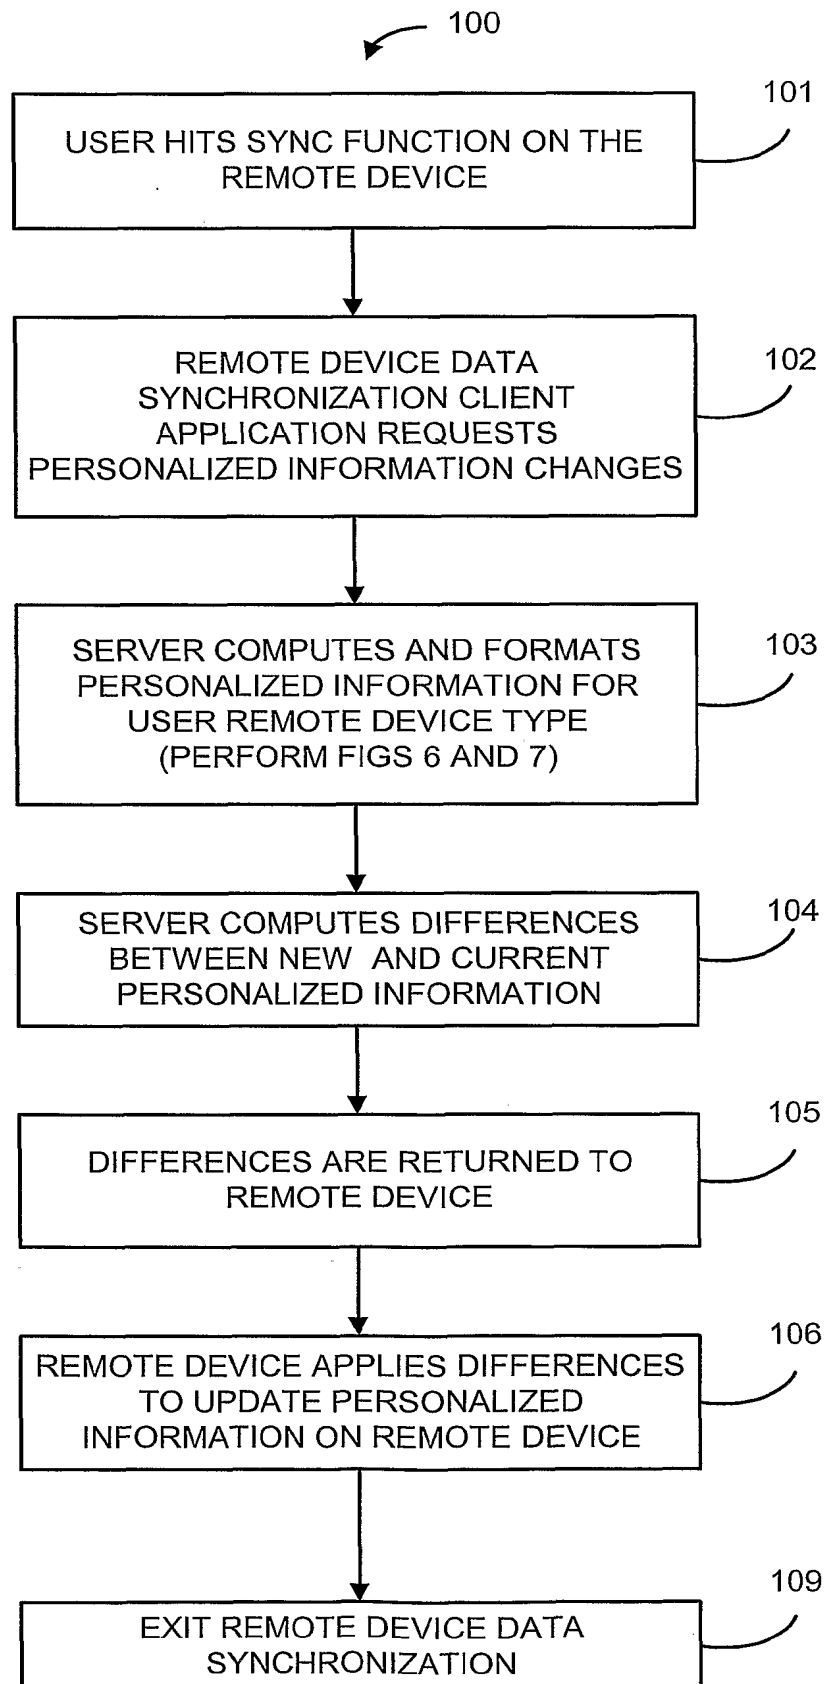 100
101
USER HITS SYNC FUNCTION ON THE
REMOTE DEVICE
102
REMOTE DEVICE DATA
SYNCHRONIZATION CLIENT
APPLICATION REQUESTS
PERSONALIZED INFORMATION CHANGES
103
SERVER COMPUTES AND FORMATS
PERSONALIZED INFORMATION FOR
USER REMOTE DEVICE TYPE
(PERFORM FIGS 6 AND 7)
104
SERVER COMPUTES DIFFERENCES
BETWEEN NEW AND CURRENT
PERSONALIZED INFORMATION
105
DIFFERENCES ARE RETURNED TO
REMOTE DEVICE
106
REMOTE DEVICE APPLIES DIFFERENCES
TO UPDATE PERSONALIZED
INFORMATION ON REMOTE DEVICE
109
EXIT REMOTE DEVICE DATA
SYNCHRONIZATION